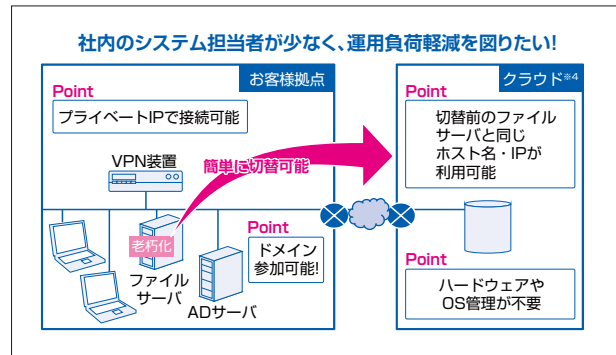 社内のシステム担当者が少なく、運用負荷軽減を図りたい!
お客様拠点
Point
プライベートIPで接続可能
VPN装置
簡単に切替可能
老朽化
ファイル
サーバ
ADサーバ
Point
ドメイン
参加可能!
クラウド※4
Point
切替前のファイル
サーバと同じ
ホスト名・IPが
利用可能
Point
ハードウェアや
OS管理が不要